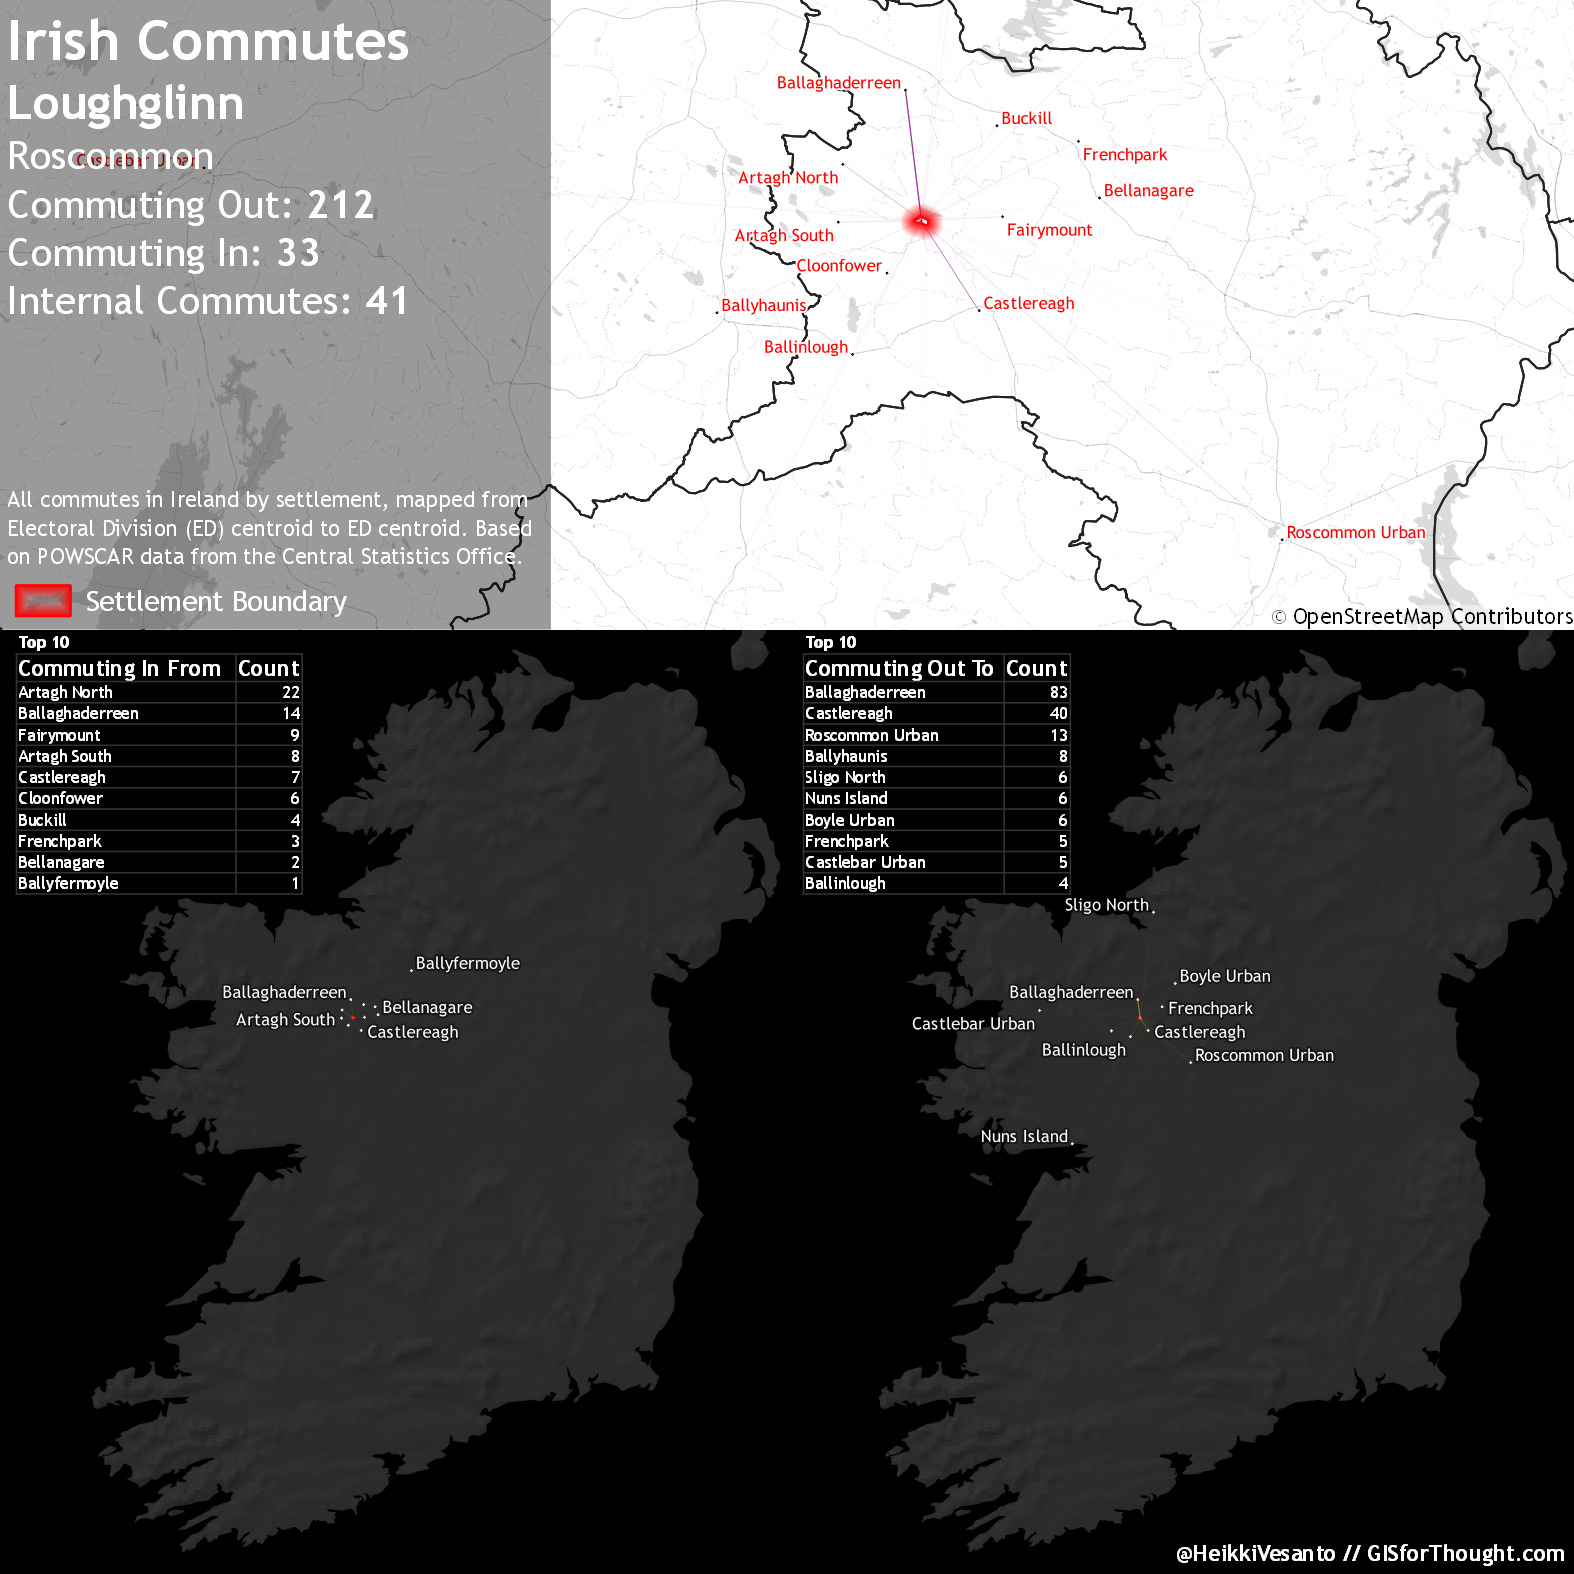 Irish Commutes
Loughglinn
Roscommon
Castlebar Urban
Commuting Out: 212
Commuting In: 33
Internal Commutes: 41
All commutes in Ireland by settlement, mapped from
Electoral Division (ED) centroid to ED centroid. Based
on POWSCAR data from the Central Statistics Office.
Settlement Boundary
Ballaghaderreen
Buckill
Frenchpark
Artagh North
Bellanagare
Artagh South
Fairymount
Cloonfower
Ballyhaunis
Castlereagh
Ballinlough
Roscommon Urban
© OpenStreetMap Contributors
Top 10
Commuting In From Count
Artagh North 22
Ballaghaderreen 14
Fairymount 9
Artagh South 8
Castlereagh 7
Cloonfower 6
Buckill 4
Frenchpark 3
Bellanagare 2
Ballyfermoyle 1
Ballyfermoyle
Ballaghaderreen
Bellanagare
Artagh South
Castlereagh
Top 10
Commuting Out To Count
Ballaghaderreen 83
Castlereagh 40
Roscommon Urban 13
Ballyhaunis 8
Sligo North 6
Nuns Island 6
Boyle Urban 6
Frenchpark 5
Castlebar Urban 5
Ballinlough 4
Sligo North
Boyle Urban
Ballaghaderreen
Frenchpark
Castlebar Urban
Castlereagh
Ballinlough
Roscommon Urban
Nuns Island
@HeikkiVesanto // GISforThought.com